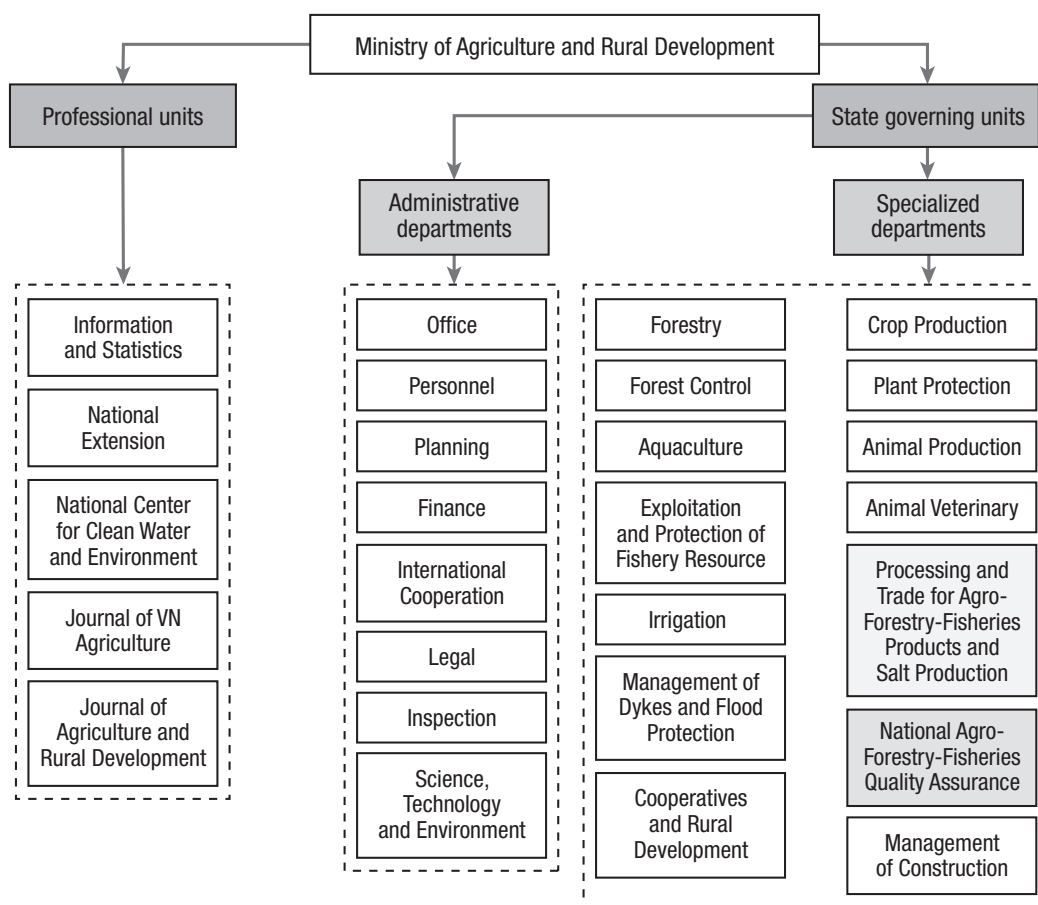 Ministry of Agriculture and Rural Development
Professional units
State governing units
Administrative
departments
Specialized
departments
Information
and Statistics
National
Extension
National Center
for Clean Water
and Environment
Journal of VN
Agriculture
Journal of
Agriculture and
Rural Development
Office
Personnel
Planning
Finance
International
Cooperation
Legal
Inspection
Science,
Technology
and Environment
Forestry
Forest Control
Aquaculture
Exploitation
and Protection of
Fishery Resource
Irrigation
Management of
Dykes and Flood
Protection
Cooperatives
and Rural
Development
Crop Production
Plant Protection
Animal Production
Animal Veterinary
Processing and
Trade for Agro-
Forestry-Fisheries
Products and
Salt Production
National Agro-
Forestry-Fisheries
Quality Assurance
Management
of Construction